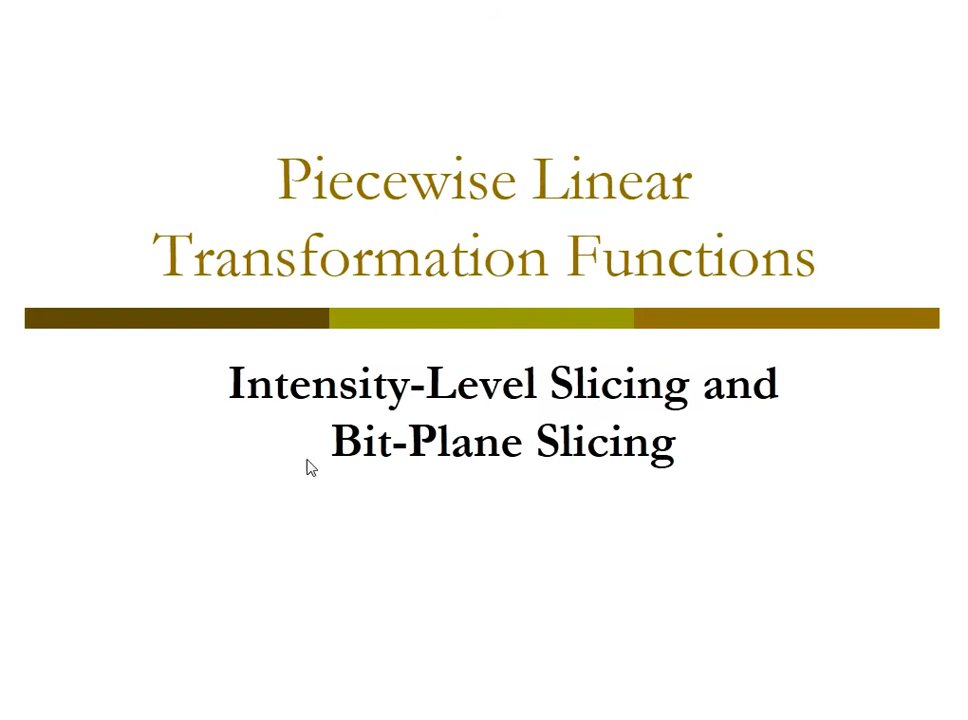 Piecewise Linear
Transformation Functions
Intensity-Level Slicing and
Bit-Plane Slicing